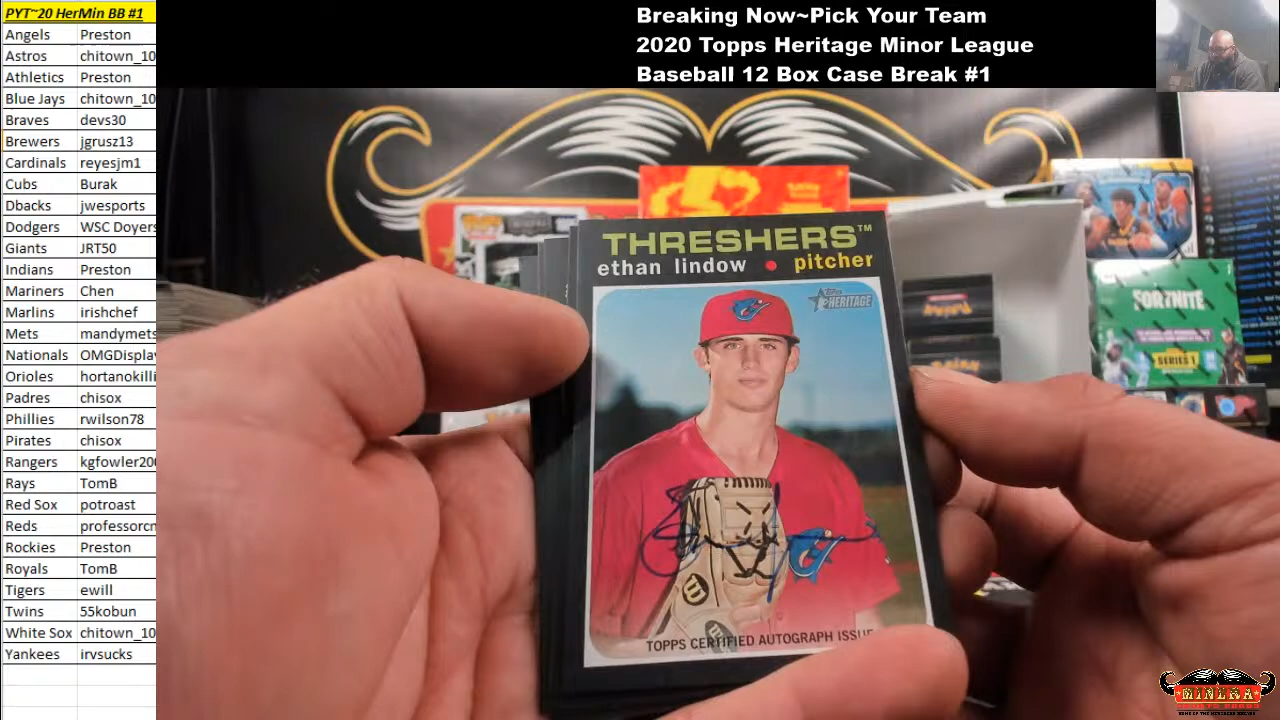 PYT~20 HerMin BB #1
Angels Preston
Astros chitown_10
Athletics Preston
Blue Jays chitown_10
Braves devs30
Brewers jgrusz13
Cardinals reyesjm1
Cubs Burak
Dbacks jwesports
Dodgers WSC Doyers
Giants JRT50
Indians Preston
Mariners Chen
Marlins irishchef
Mets mandymets
Nationals OMGDisplay
Orioles hortanokilli
Padres chisox
Phillies rwilson78
Pirates chisox
Rangers kgfowler200
Rays TomB
Red Sox potroast
Reds professorcm
Rockies Preston
Royals TomB
Tigers ewill
Twins 55kobun
White Sox chitown_10
Yankees irvsucks
Breaking Now~Pick Your Team
2020 Topps Heritage Minor League
Baseball 12 Box Case Break #1
THRESHERS™
ethan lindow • pitcher
Topps
HERITAGE
TOPPS CERTIFIED AUTOGRAPH ISSUE
FORTNITE
SERIES 1
MINERA